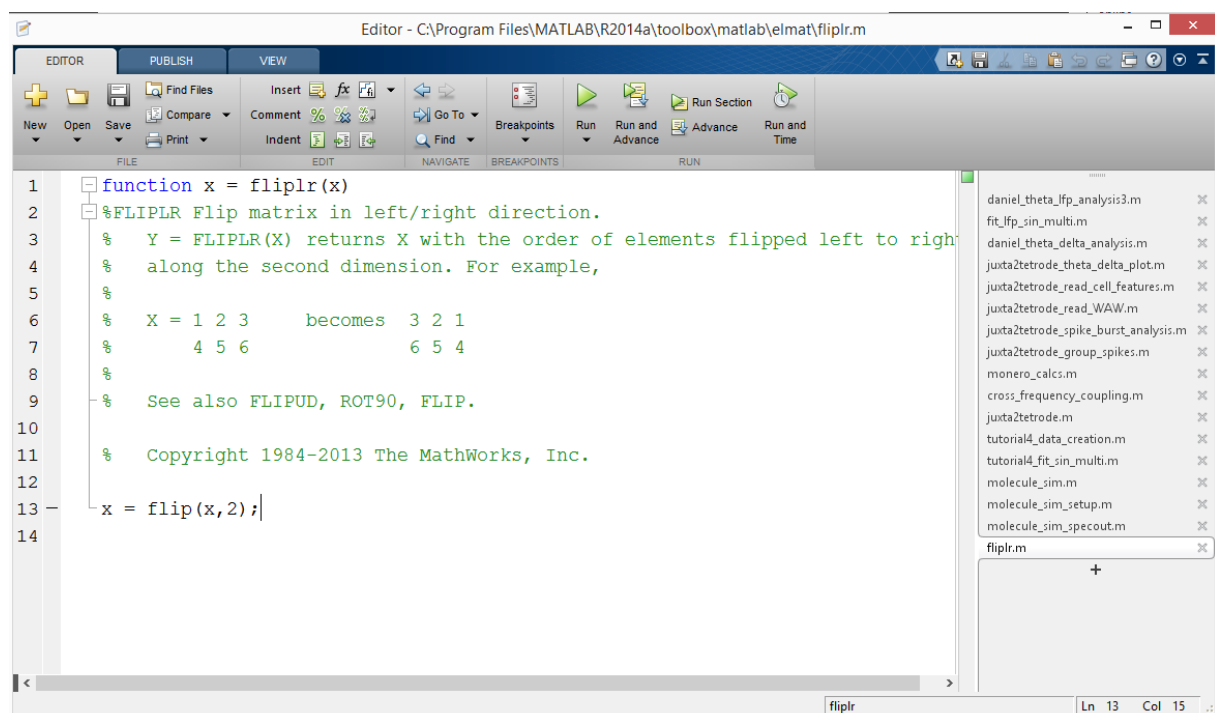 Editor - C:\Program Files\MATLAB\R2014a\toolbox\matlab\elmat\fliplr.m
EDITOR PUBLISH VIEW
New Open Save
Find Files
Compare
Print
FILE
Insert fx
Comment % %
Indent
EDIT
Go To
Find
NAVIGATE
Breakpoints
BREAKPOINTS
Run
Run and
Advance
Run Section
Advance
Run and
Time
RUN
1 function x = fliplr(x)
2 %FLIPLR Flip matrix in left/right direction.
3 %   Y = FLIPLR(X) returns X with the order of elements flipped left to righ
4 %   along the second dimension. For example,
5 %
6 %   X = 1 2 3     becomes  3 2 1
7 %       4 5 6              6 5 4
8 %
9 %   See also FLIPUD, ROT90, FLIP.
10
11 %   Copyright 1984-2013 The MathWorks, Inc.
12
13 x = flip(x,2);
14
daniel_theta_lfp_analysis3.m
fit_lfp_sin_multi.m
daniel_theta_delta_analysis.m
juxta2tetrode_theta_delta_plot.m
juxta2tetrode_read_cell_features.m
juxta2tetrode_read_WAW.m
juxta2tetrode_spike_burst_analysis.m
juxta2tetrode_group_spikes.m
monero_calcs.m
cross_frequency_coupling.m
juxta2tetrode.m
tutorial4_data_creation.m
tutorial4_fit_sin_multi.m
molecule_sim.m
molecule_sim_setup.m
molecule_sim_specout.m
fliplr.m
+
fliplr
Ln 13 Col 15